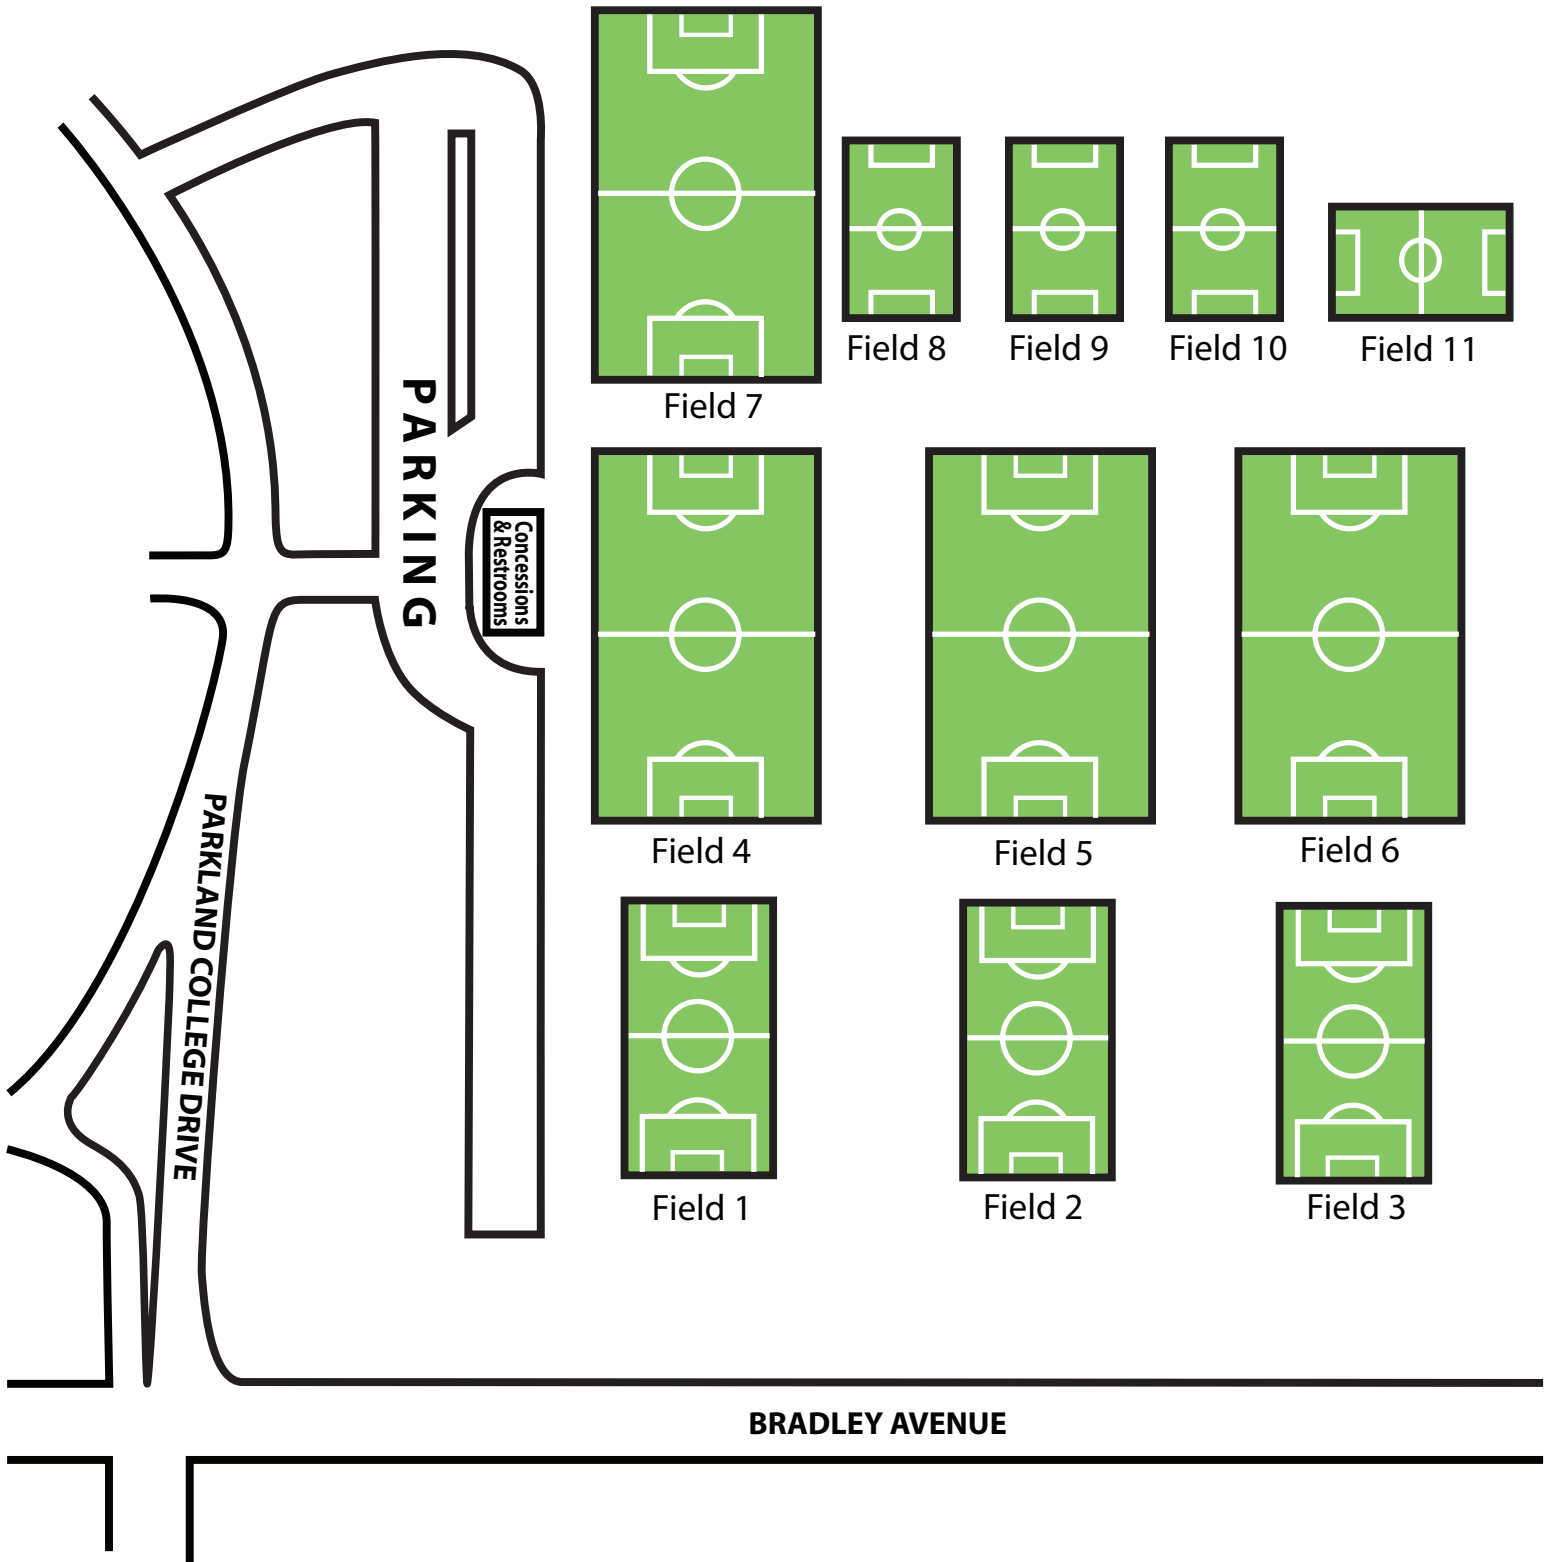 Field 8
Field 9
Field 10
Field 11
Field 7
PARKING
Concessions
& Restrooms
Field 4
Field 5
Field 6
PARKLAND COLLEGE DRIVE
Field 1
Field 2
Field 3
BRADLEY AVENUE